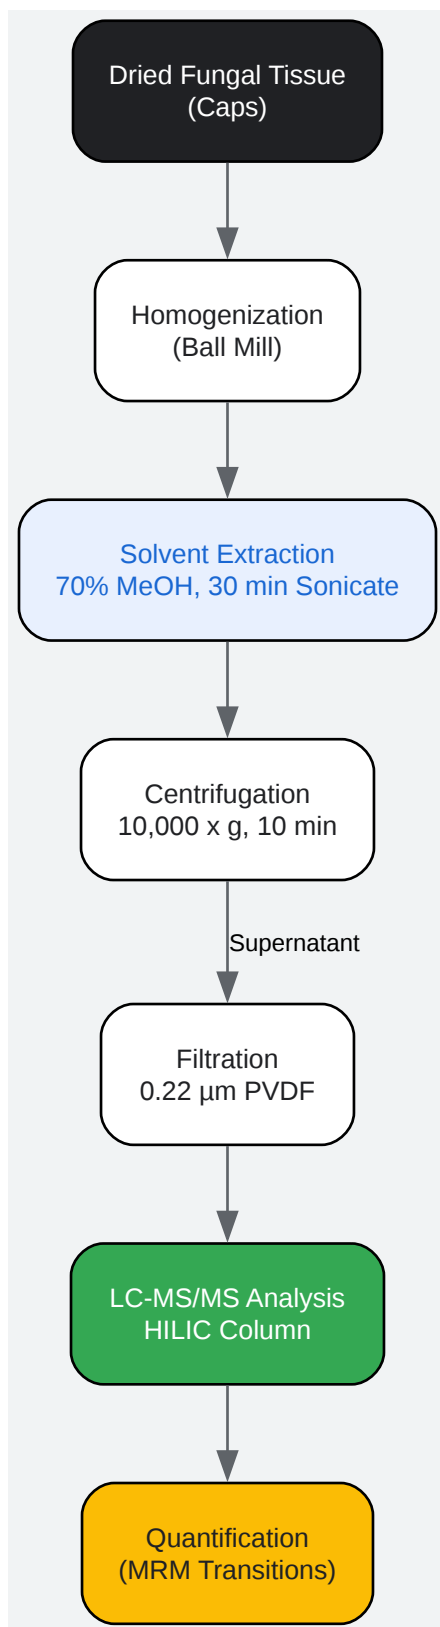 Dried Fungal Tissue
(Caps)
Homogenization
(Ball Mill)
Solvent Extraction
70% MeOH, 30 min Sonicate
Centrifugation
10,000 x g, 10 min
Supernatant
Filtration
0.22 µm PVDF
LC-MS/MS Analysis
HILIC Column
Quantification
(MRM Transitions)